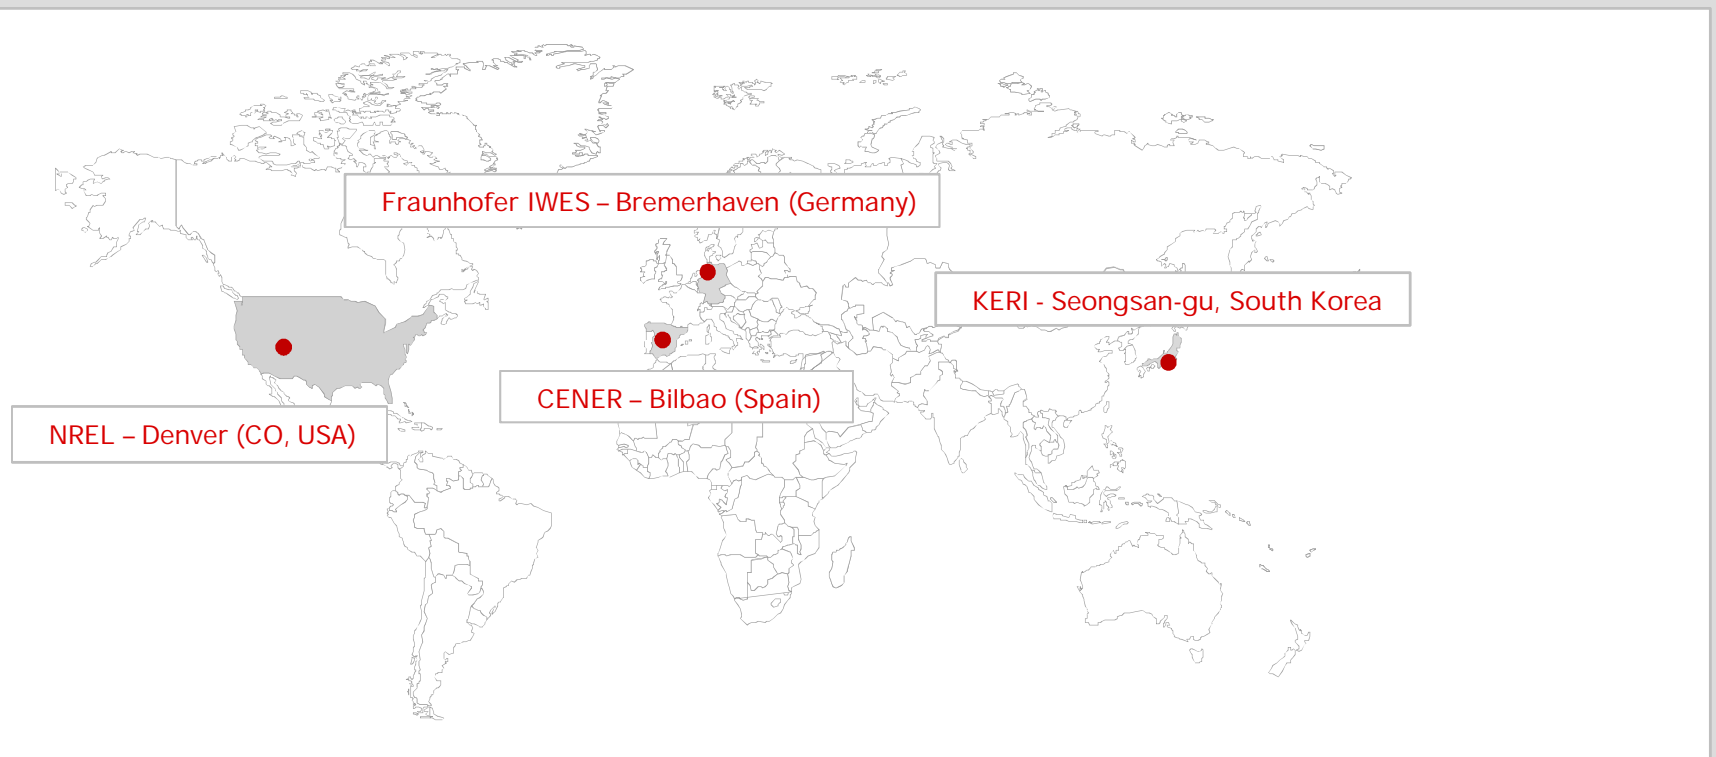 Fraunhofer IWES – Bremerhaven (Germany)
KERI - Seongsan-gu, South Korea
CENER – Bilbao (Spain)
NREL – Denver (CO, USA)